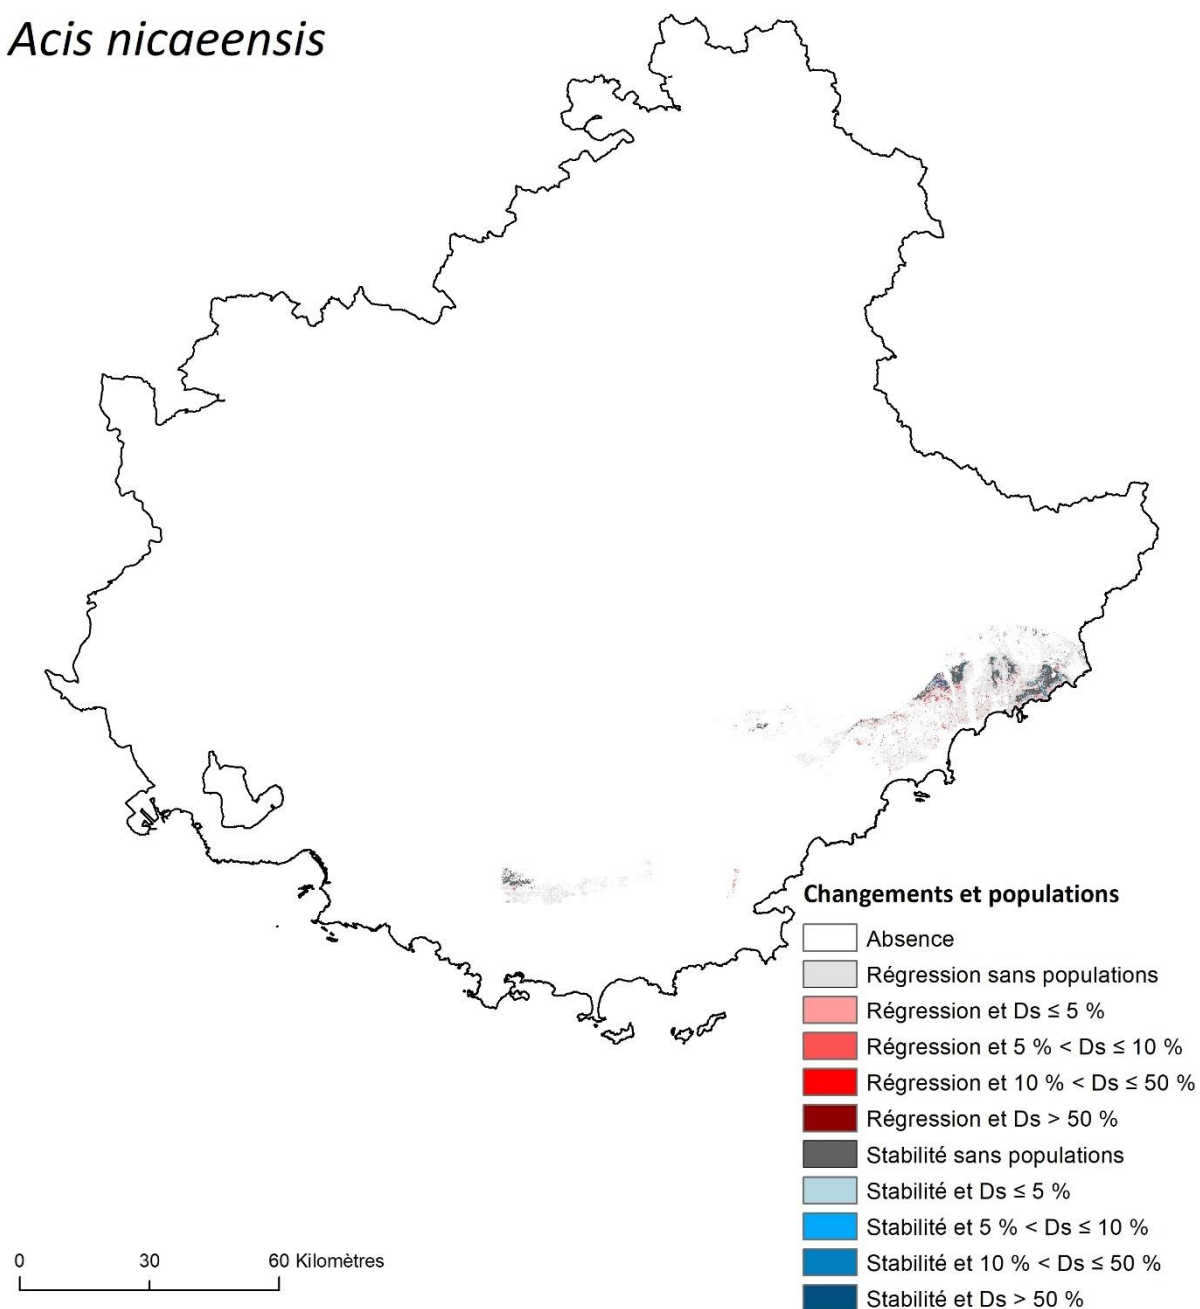 Acis nicaeensis
Changements et populations
Absence
Régression sans populations
Régression et Ds ≤ 5 %
Régression et 5 % < Ds ≤ 10 %
Régression et 10 % < Ds ≤ 50 %
Régression et Ds > 50 %
Stabilité sans populations
Stabilité et Ds ≤ 5 %
Stabilité et 5 % < Ds ≤ 10 %
Stabilité et 10 % < Ds ≤ 50 %
Stabilité et Ds > 50 %
0 30 60 Kilomètres